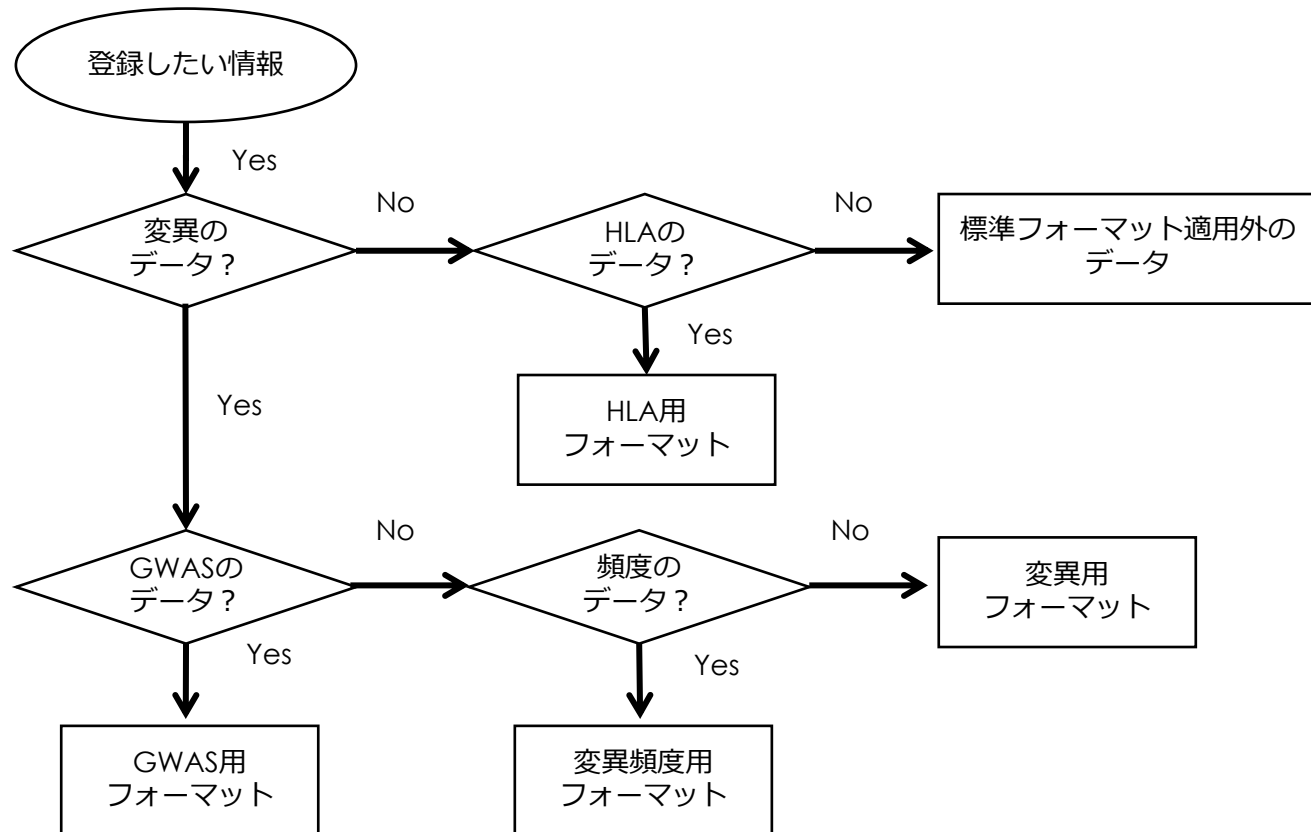 登録したい情報
Yes
変異の
データ？
No
HLAの
データ？
No
標準フォーマット適用外の
データ
Yes
HLA用
フォーマット
Yes
GWASの
データ？
No
頻度の
データ？
No
変異用
フォーマット
Yes
GWAS用
フォーマット
Yes
変異頻度用
フォーマット